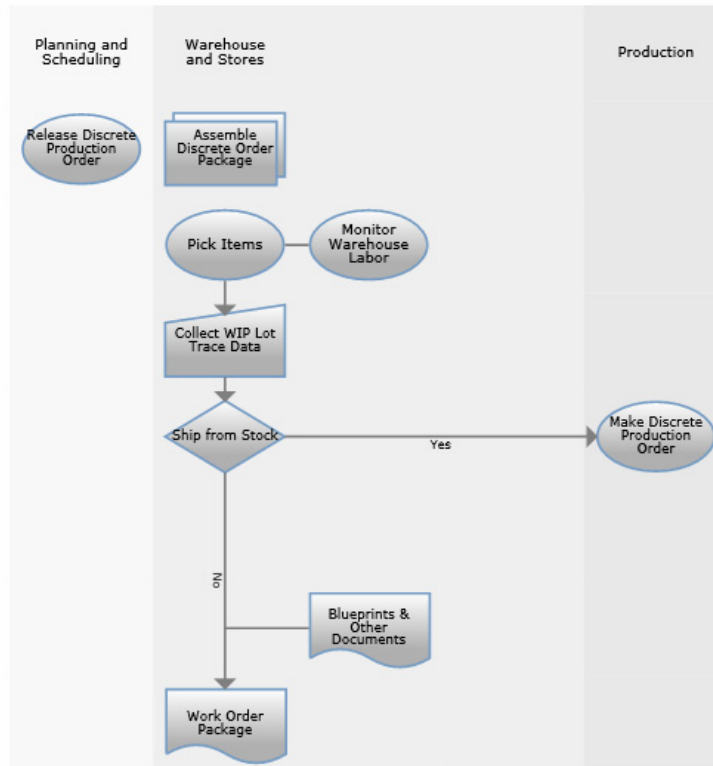 Planning and
Scheduling
Warehouse
and Stores
Production
Release Discrete
Production
Order
Assemble
Discrete Order
Package
Pick Items
Monitor
Warehouse
Labor
Collect WIP Lot
Trace Data
Ship from Stock
Yes
Make Discrete
Production
Order
No
Blueprints &
Other
Documents
Work Order
Package